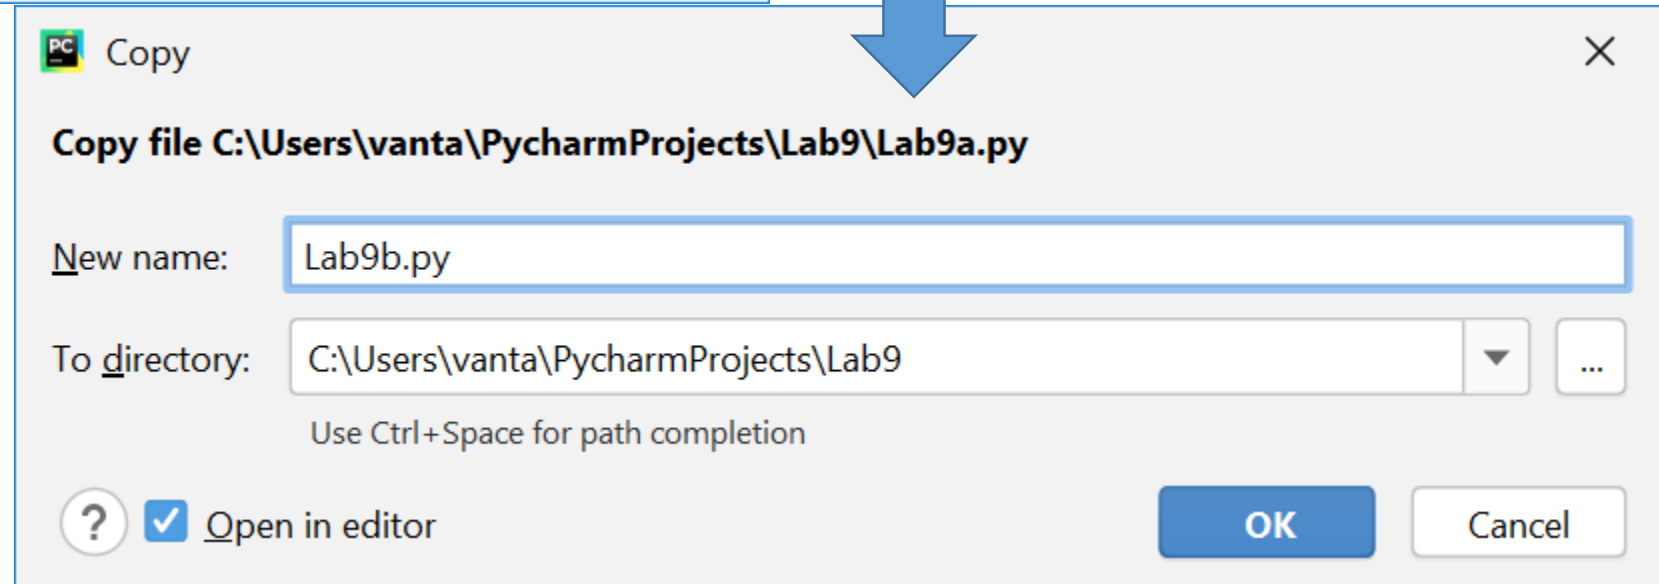 PC Copy
Copy file C:\Users\vanta\PycharmProjects\Lab9\Lab9a.py
New name: Lab9b.py
To directory: C:\Users\vanta\PycharmProjects\Lab9 ...
Use Ctrl+Space for path completion
? Open in editor OK Cancel